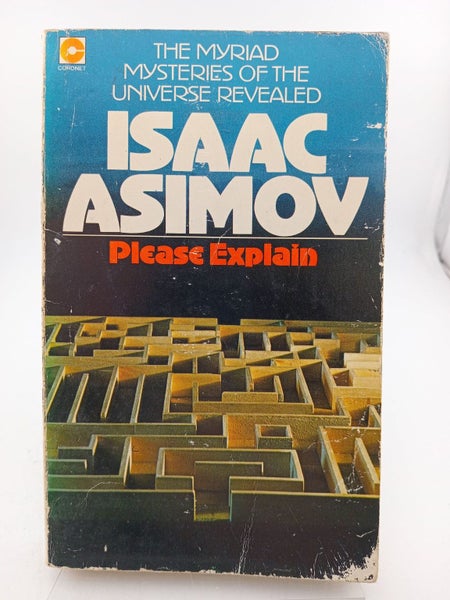 CORONET
THE MYRIAD
MYSTERIES OF THE
UNIVERSE REVEALED
ISAAC
ASIMOV
Please Explain